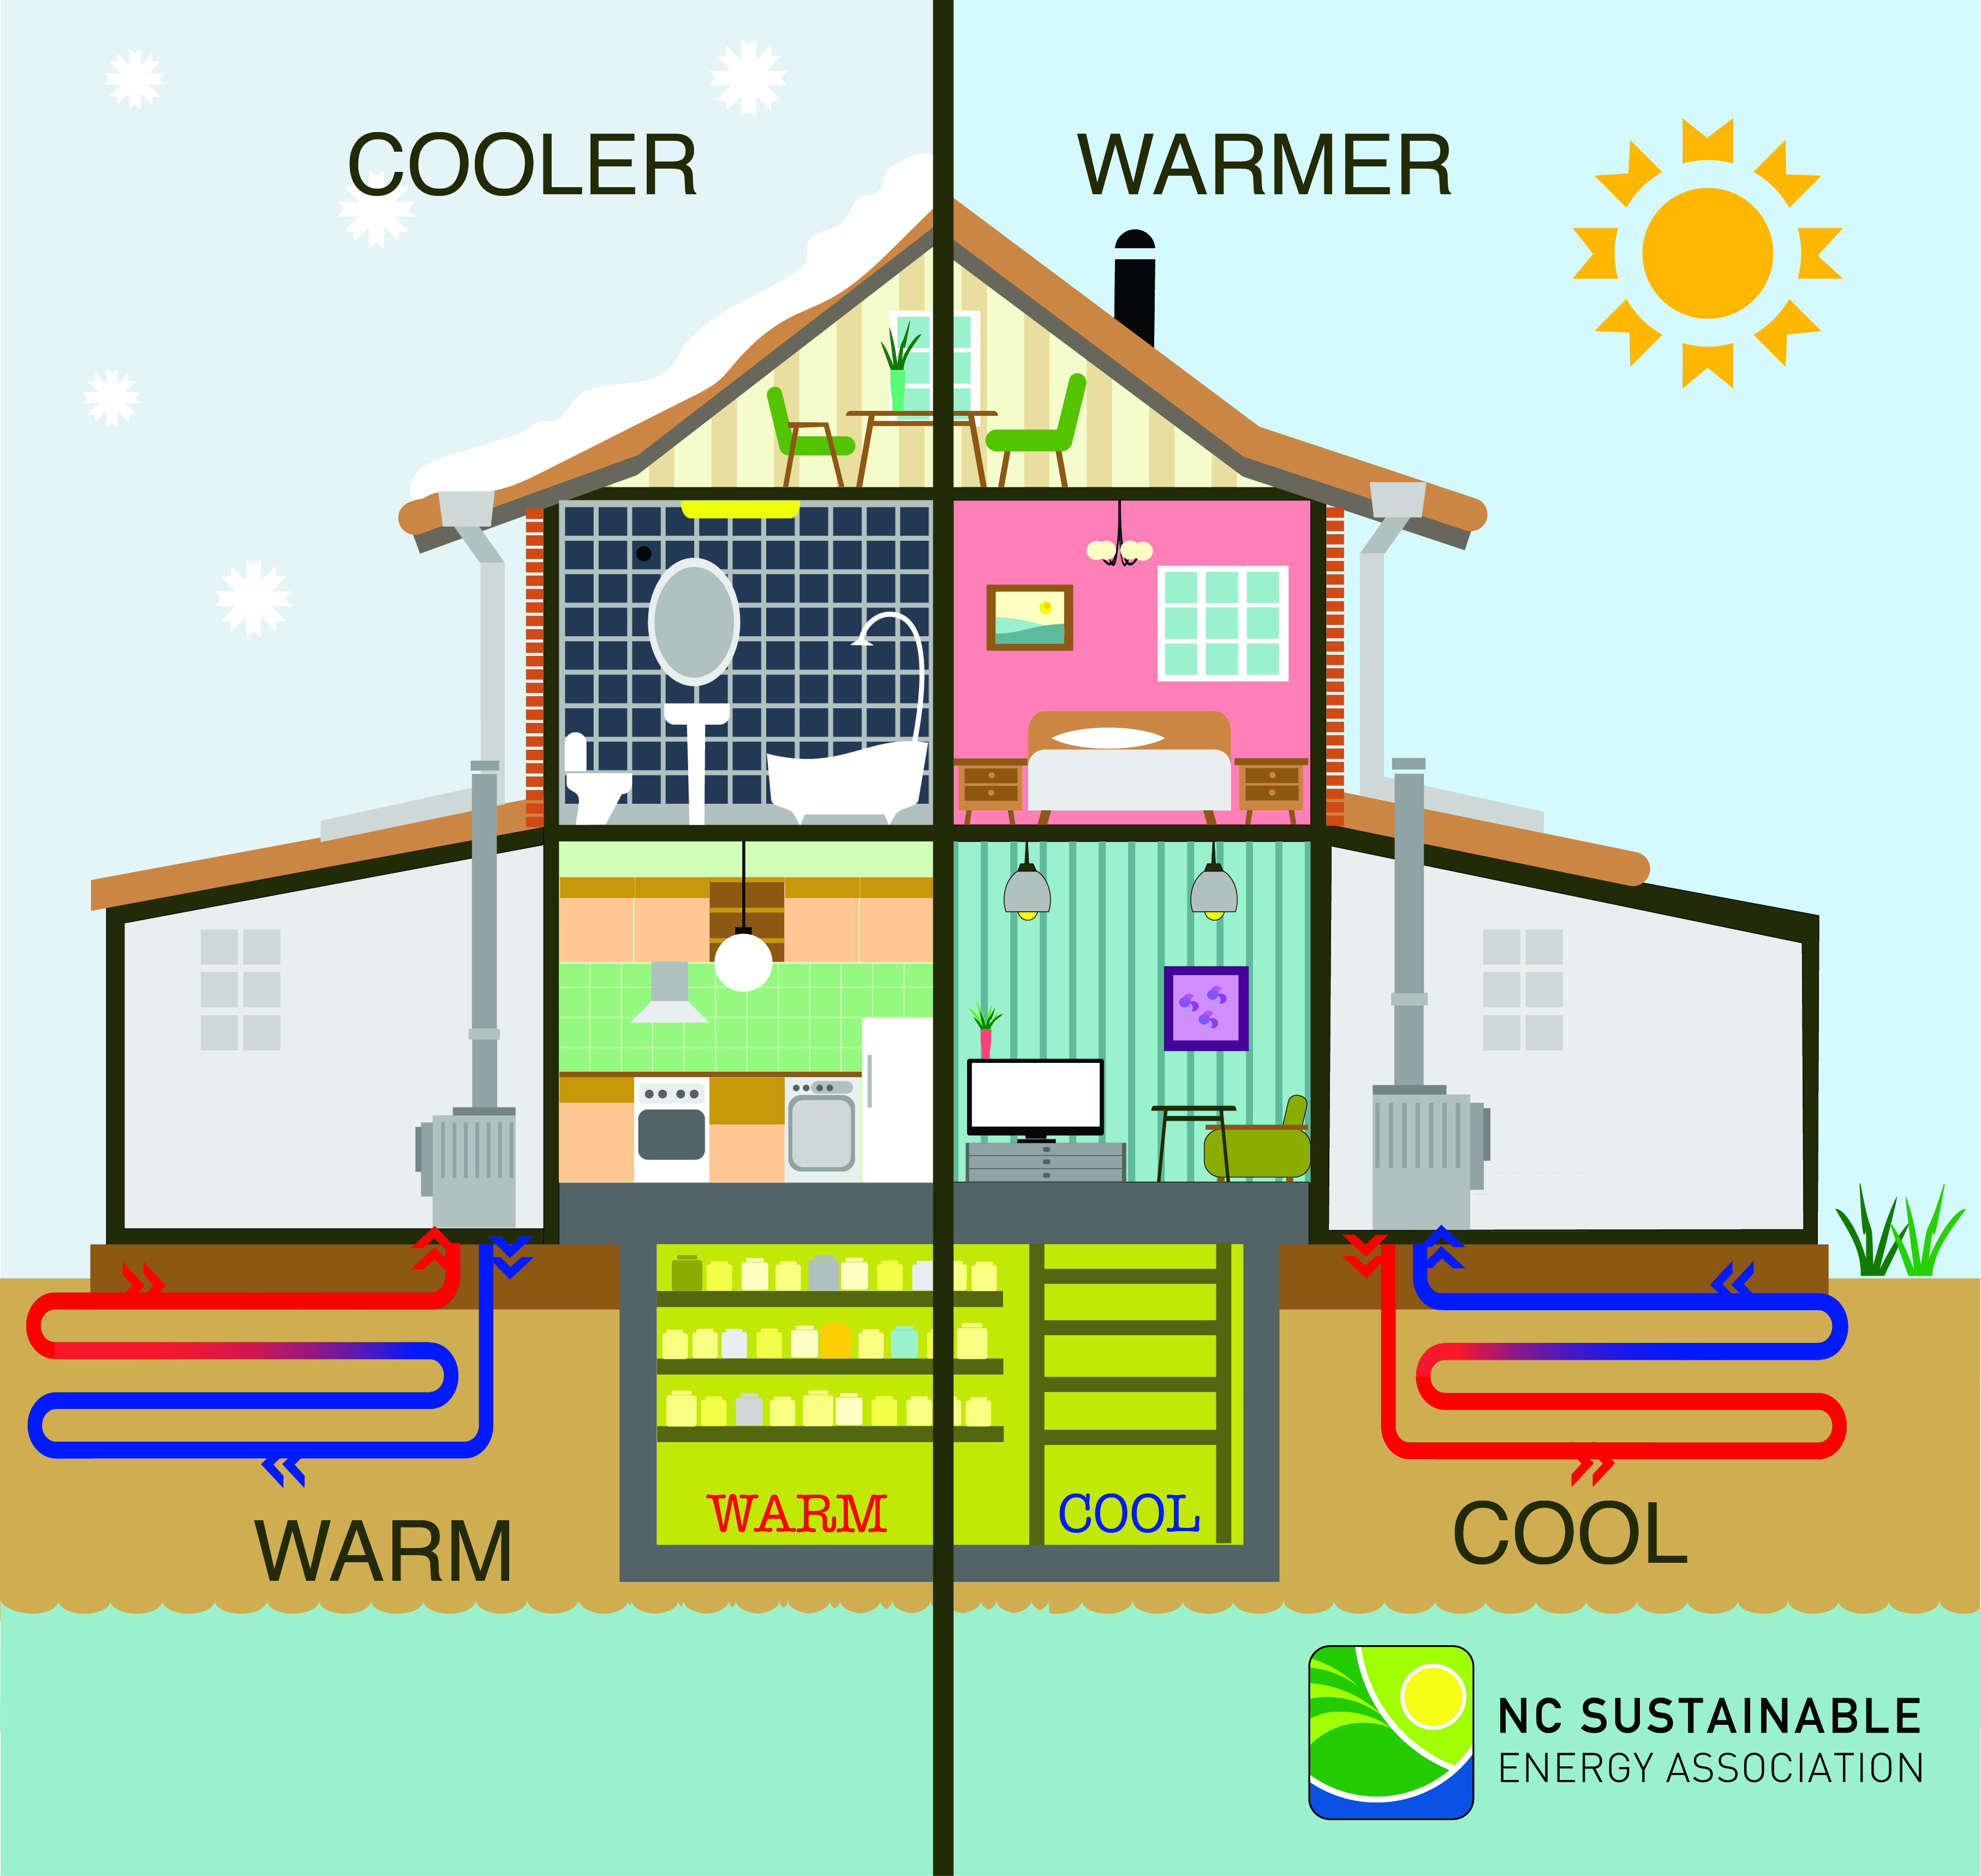 COOLER
WARMER
WARM
COOL
WARM
COOL
NC SUSTAINABLE
ENERGY ASSOCIATION